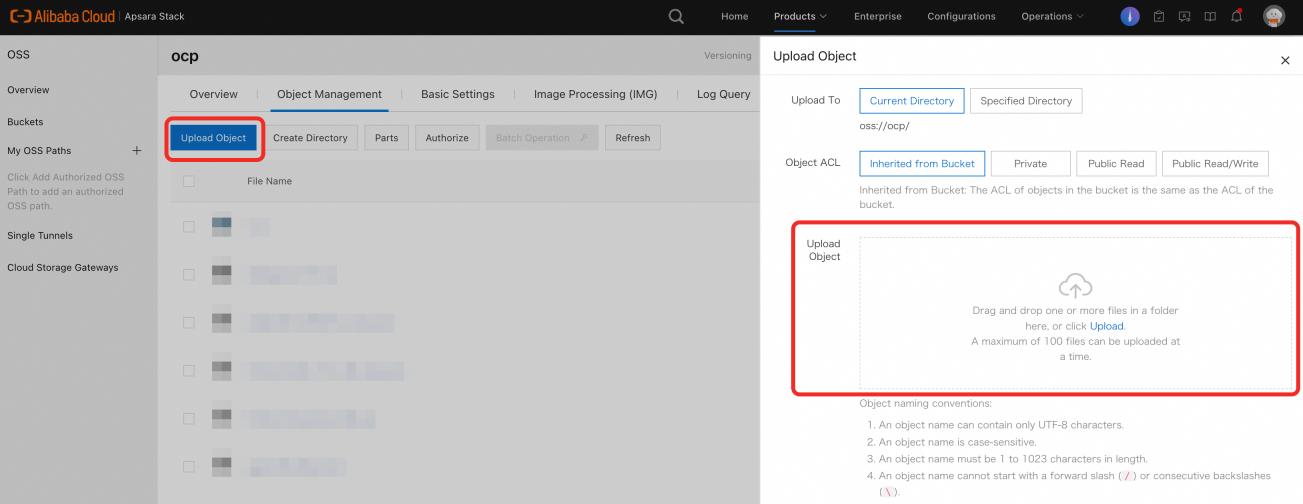 Alibaba Cloud | Apsara Stack
Home
Products
Enterprise
Configurations
Operations
OSS
Overview
Buckets
My OSS Paths
Click Add Authorized OSS
Path to add an authorized
OSS path.
Single Tunnels
Cloud Storage Gateways
ocp
Versioning
Overview
Object Management
Basic Settings
Image Processing (IMG)
Log Query
Upload Object
Create Directory
Parts
Authorize
Batch Operation
Refresh
File Name
Upload Object
Upload To
Current Directory
Specified Directory
oss://ocp/
Object ACL
Inherited from Bucket
Private
Public Read
Public Read/Write
Inherited from Bucket: The ACL of objects in the bucket is the same as the ACL of the
bucket.
Upload
Object
Drag and drop one or more files in a folder
here, or click Upload.
A maximum of 100 files can be uploaded at
a time.
Object naming conventions:
1. An object name can contain only UTF-8 characters.
2. An object name is case-sensitive.
3. An object name must be 1 to 1023 characters in length.
4. An object name cannot start with a forward slash ( / ) or consecutive backslashes
( \ ).